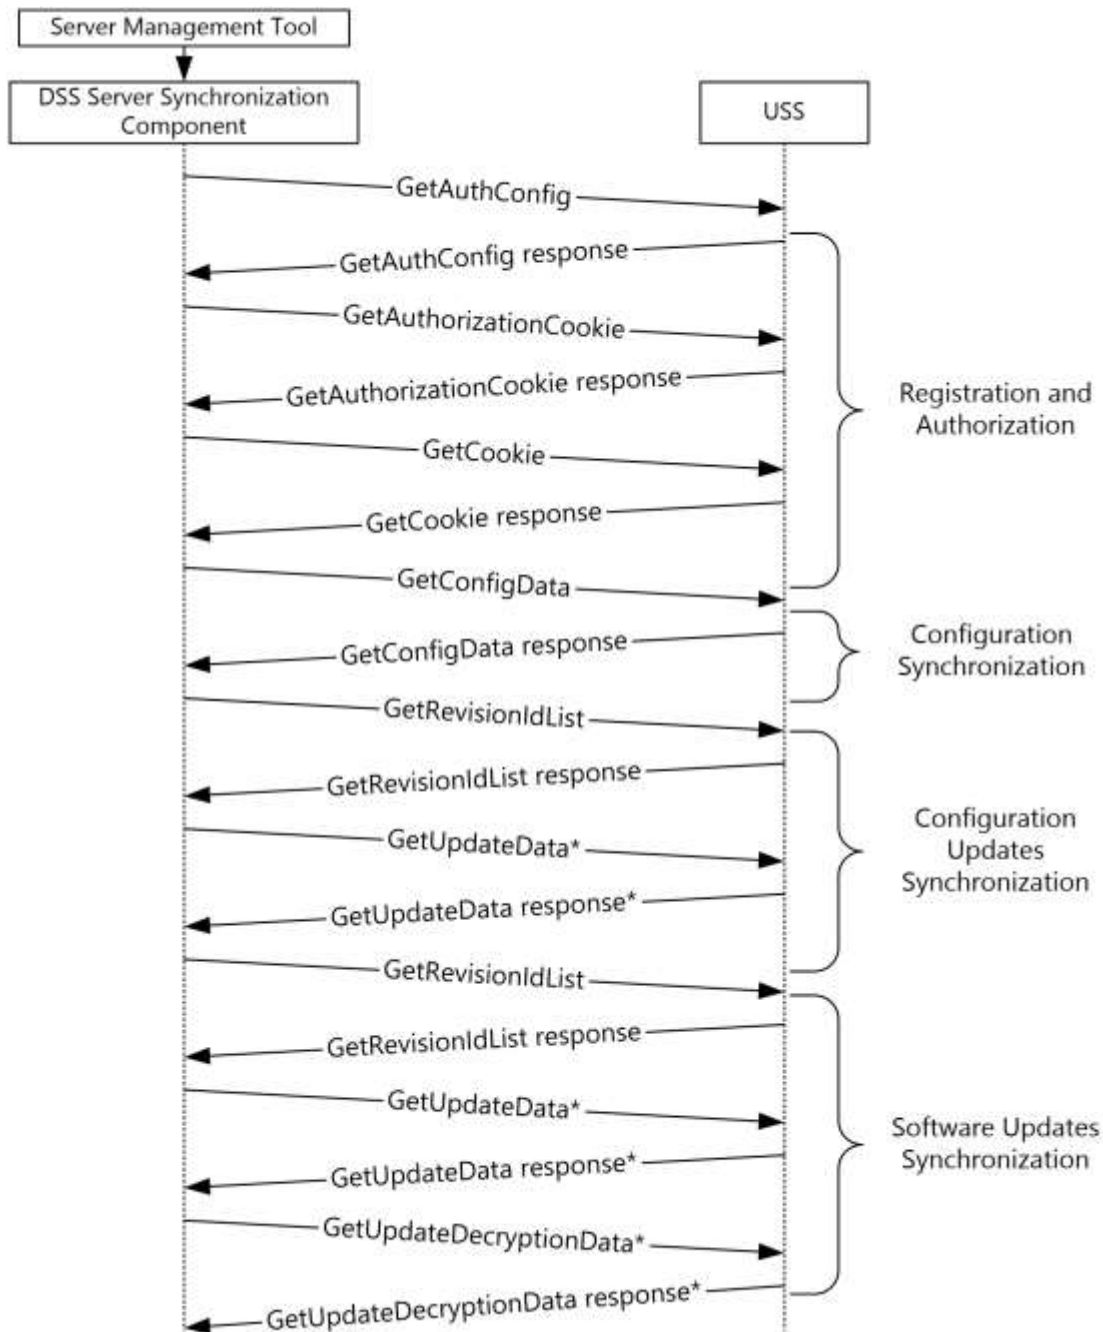 Server Management Tool
DSS Server Synchronization
Component
USS
GetAuthConfig
GetAuthConfig response
GetAuthorizationCookie
GetAuthorizationCookie response
GetCookie
GetCookie response
GetConfigData
Registration and
Authorization
GetConfigData response
Configuration
Synchronization
GetRevisionIdList
GetRevisionIdList response
GetUpdateData*
GetUpdateData response*
Configuration
Updates
Synchronization
GetRevisionIdList
GetRevisionIdList response
GetUpdateData*
GetUpdateData response*
GetUpdateDecryptionData*
GetUpdateDecryptionData response*
Software Updates
Synchronization